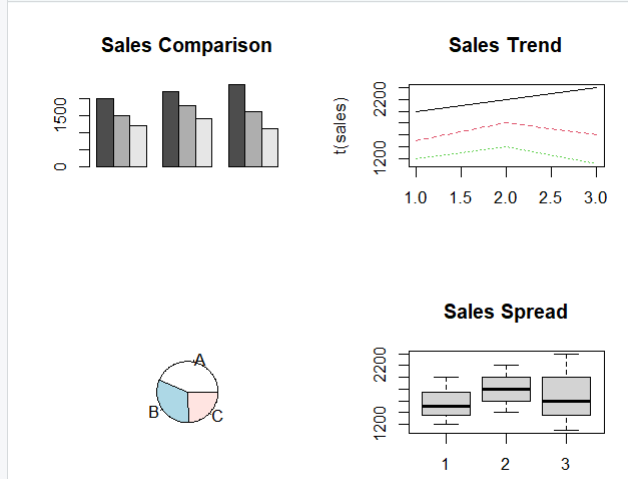 Sales Comparison
1500
0
Sales Trend
t(sales)
2200
1200
1.0 1.5 2.0 2.5 3.0
A
B
C
Sales Spread
2200
1200
1 2 3